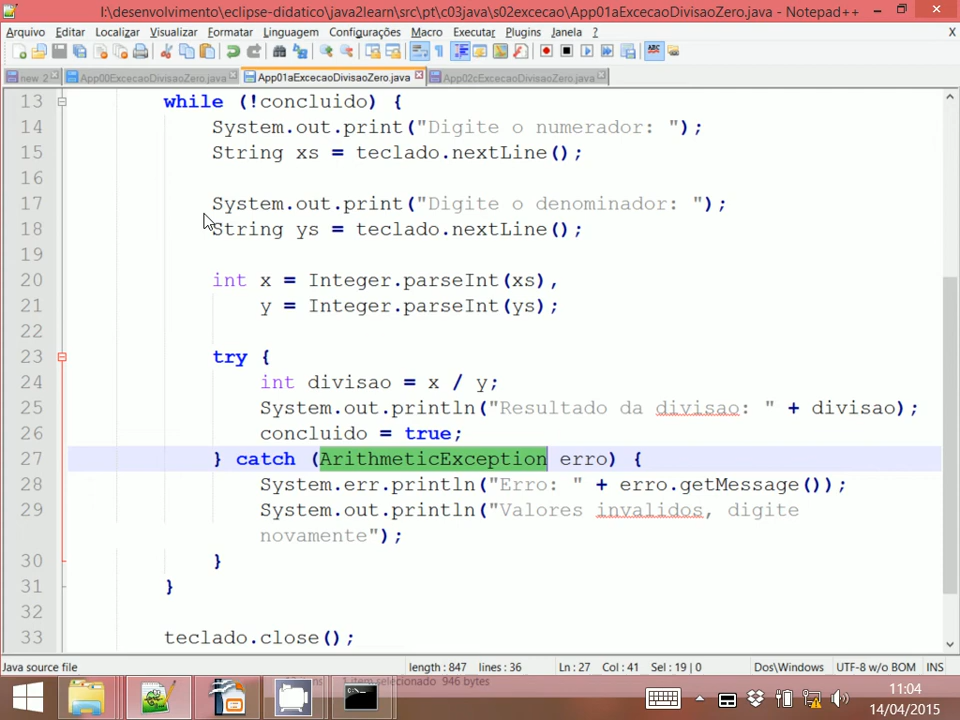 I:\desenvolvimento\eclipse-didatico\java2learn\src\pt\c03java\s02excecao\App01aExcecaoDivisaoZero.java - Notepad++
Arquivo Editar Localizar Visualizar Formatar Linguagem Configurações Macro Executar Plugins Janela ? X
new 2 App00ExcecaoDivisaoZero.java App01aExcecaoDivisaoZero.java App02cExcecaoDivisaoZero.java
13 while (!concluido) {
14 System.out.print("Digite o numerador: ");
15 String xs = teclado.nextLine();
16
17 System.out.print("Digite o denominador: ");
18 String ys = teclado.nextLine();
19
20 int x = Integer.parseInt(xs),
21 y = Integer.parseInt(ys);
22
23 try {
24 int divisao = x / y;
25 System.out.println("Resultado da divisao: " + divisao);
26 concluido = true;
27 } catch (ArithmeticException erro) {
28 System.err.println("Erro: " + erro.getMessage());
29 System.out.println("Valores invalidos, digite
novamente");
30 }
31 }
32
33 teclado.close();
Java source file length : 847 lines : 36 Ln : 27 Col : 41 Sel : 19 | 0 Dos\Windows UTF-8 w/o BOM INS
1 item selecionado 946 bytes
11:04
14/04/2015